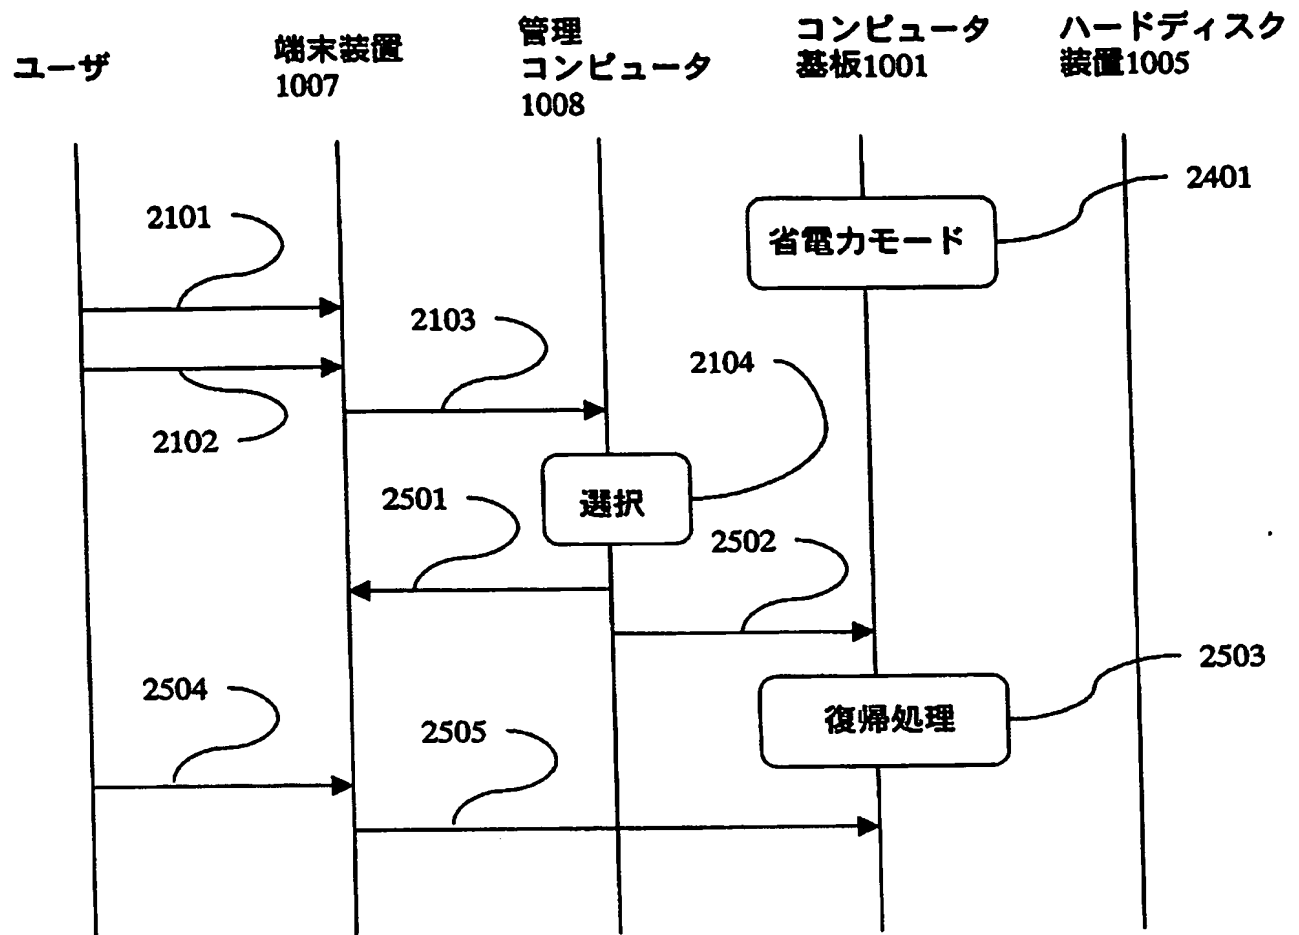 ユーザ
端末装置
1007
管理
コンピュータ
1008
コンピュータ
基板1001
ハードディスク
装置1005
2401
省電力モード
2101
2103
2104
2102
選択
2501
2502
2503
復帰処理
2504
2505